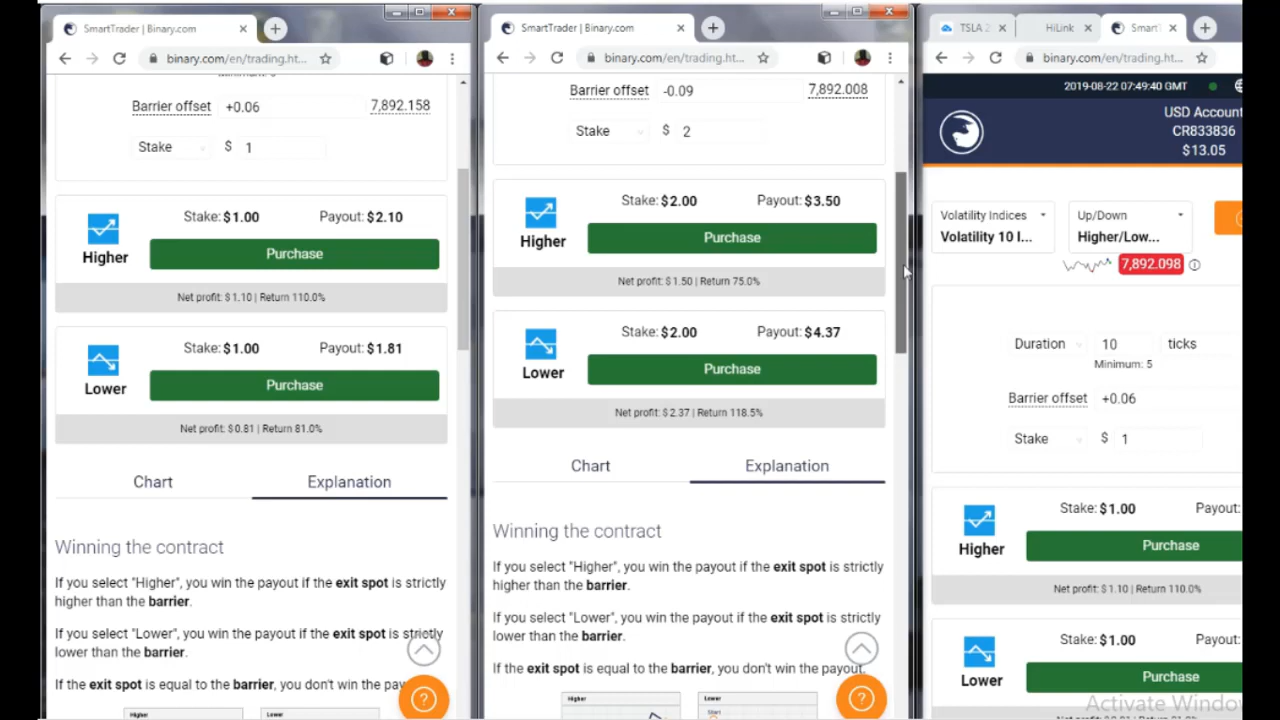 SmartTrader | Binary.com
binary.com/en/trading.ht...
Barrier offset +0.06 7,892.158
Stake $ 1
Stake: $1.00 Payout: $2.10
Higher Purchase
Net profit: $ 1.10 | Return 110.0%
Stake: $1.00 Payout: $1.81
Lower Purchase
Net profit: $ 0.81 | Return 81.0%
Chart Explanation
Winning the contract
If you select "Higher", you win the payout if the exit spot is strictly
higher than the barrier.
If you select "Lower", you win the payout if the exit spot is strictly
lower than the barrier.
If the exit spot is equal to the barrier, you don't win the pay
?
Higher Lower
SmartTrader | Binary.com
binary.com/en/trading.ht...
Barrier offset -0.09 7,892.008
Stake $ 2
Stake: $2.00 Payout: $3.50
Higher Purchase
Net profit: $ 1.50 | Return 75.0%
Stake: $2.00 Payout: $4.37
Lower Purchase
Net profit: $ 2.37 | Return 118.5%
Chart Explanation
Winning the contract
If you select "Higher", you win the payout if the exit spot is strictly
higher than the barrier.
If you select "Lower", you win the payout if the exit spot is strictly
lower than the barrier.
If the exit spot is equal to the barrier, you don't win the payout.
?
Higher Lower
Start
TSLA 2 HiLink Smart
binary.com/en/trading.ht...
2019-08-22 07:49:40 GMT
USD Account
CR833836
$13.05
Volatility Indices Up/Down
Volatility 10 I... Higher/Low...
7,892.098
Duration 10 ticks
Minimum: 5
Barrier offset +0.06
Stake $ 1
Stake: $1.00 Payout:
Higher Purchase
Net profit: $ 1.10 | Return 110.0%
Stake: $1.00 Payout:
Lower Purchase
Activate Windo